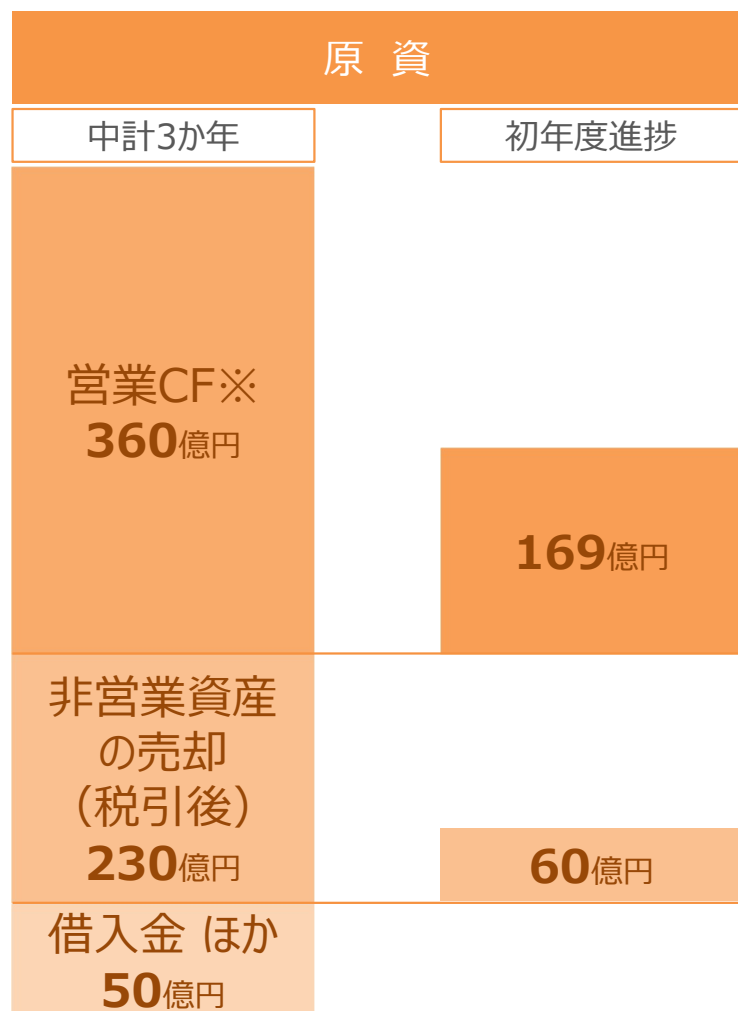 原 資
中計3か年
初年度進捗
営業CF※
360億円
169億円
非営業資産
の売却
（税引後）
230億円
60億円
借入金 ほか
50億円